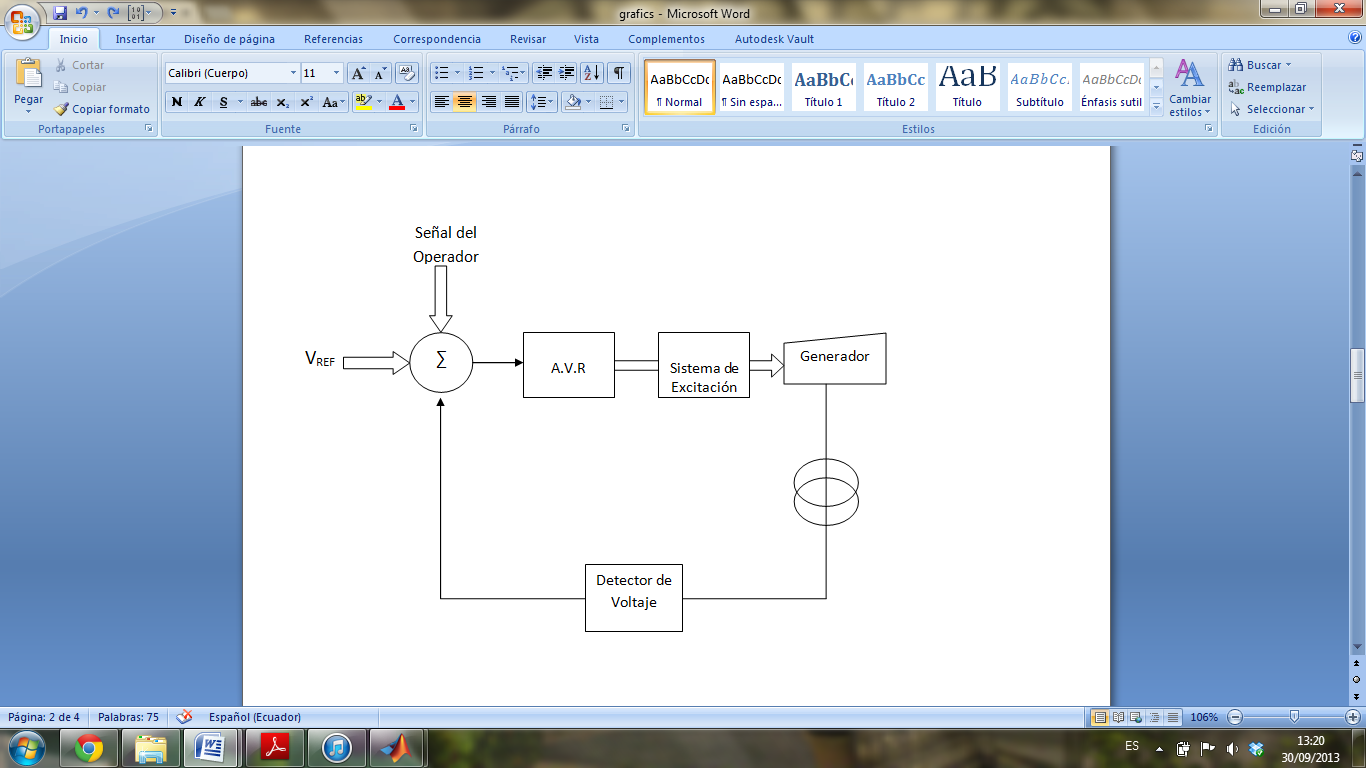 grafics - Microsoft Word
Inicio Insertar Diseño de página Referencias Correspondencia Revisar Vista Complementos Autodesk Vault
Pegar
Cortar
Copiar
Copiar formato
Portapapeles
Calibri (Cuerpo) 11
N K S abc x₂ x² Aa A
Fuente
Párrafo
AaBbCcDc AaBbCcDc AaBbCc AaBbCc AaB AaBbCc. AaBbCcDc
¶ Normal ¶ Sin espa... Título 1 Título 2 Título Subtítulo Énfasis sutil
Cambiar
estilos
Estilos
Buscar
Reemplazar
Seleccionar
Edición
Señal del
Operador
VREF
∑
A.V.R
Sistema de
Excitación
Generador
Detector de
Voltaje
Página: 2 de 4 Palabras: 75 Español (Ecuador) 106%
ES 13:20
30/09/2013